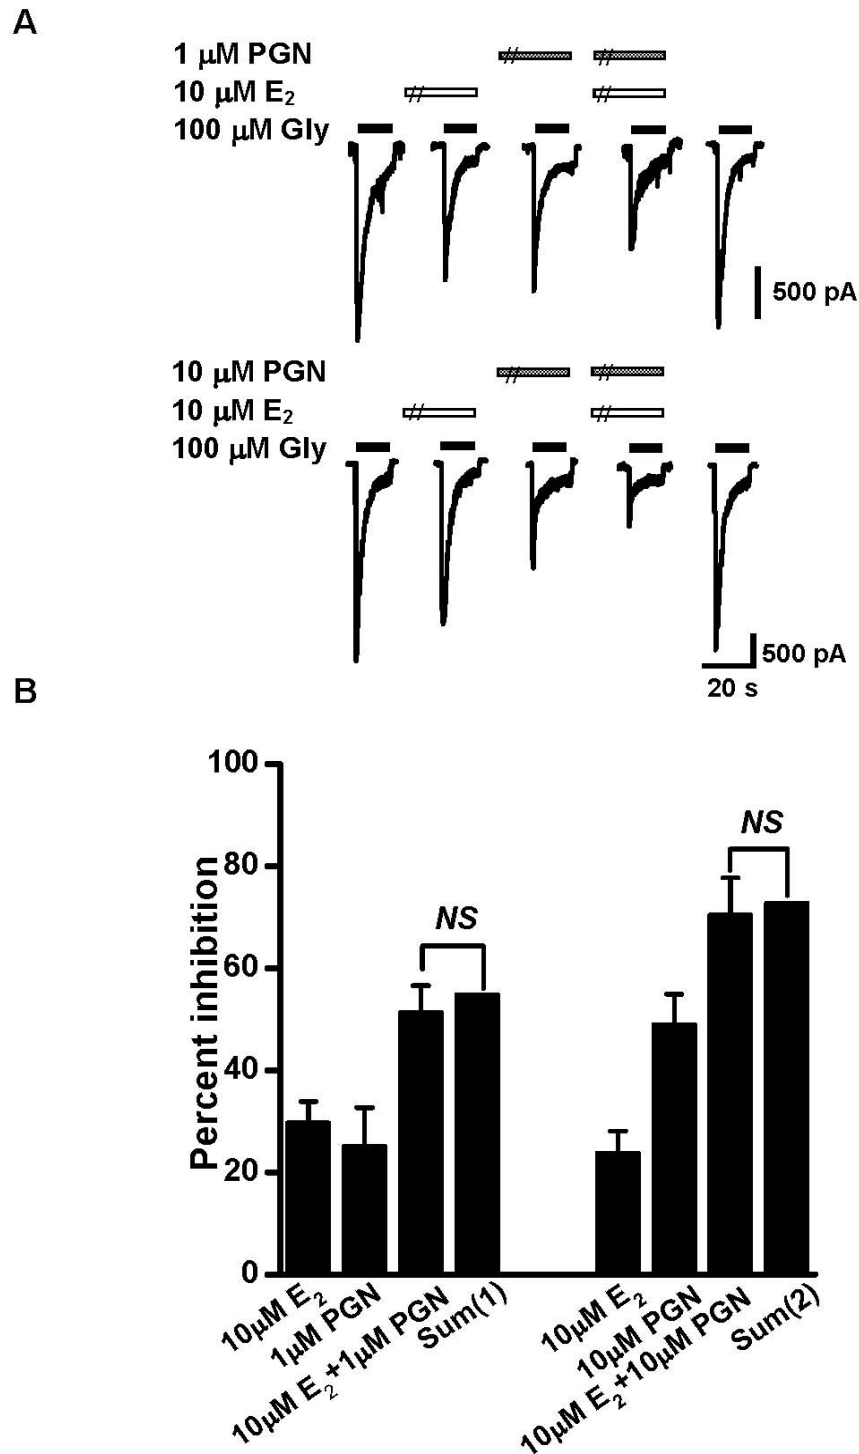 A
1 μM PGN
10 μM E₂
100 μM Gly
500 pA
10 μM PGN
10 μM E₂
100 μM Gly
500 pA
20 s
B
Percent inhibition
100
80
60
40
20
0
NS
NS
10μM E₂
1μM PGN
10μM E₂+1μM PGN
Sum(1)
10μM E₂
10μM PGN
10μM E₂+10μM PGN
Sum(2)